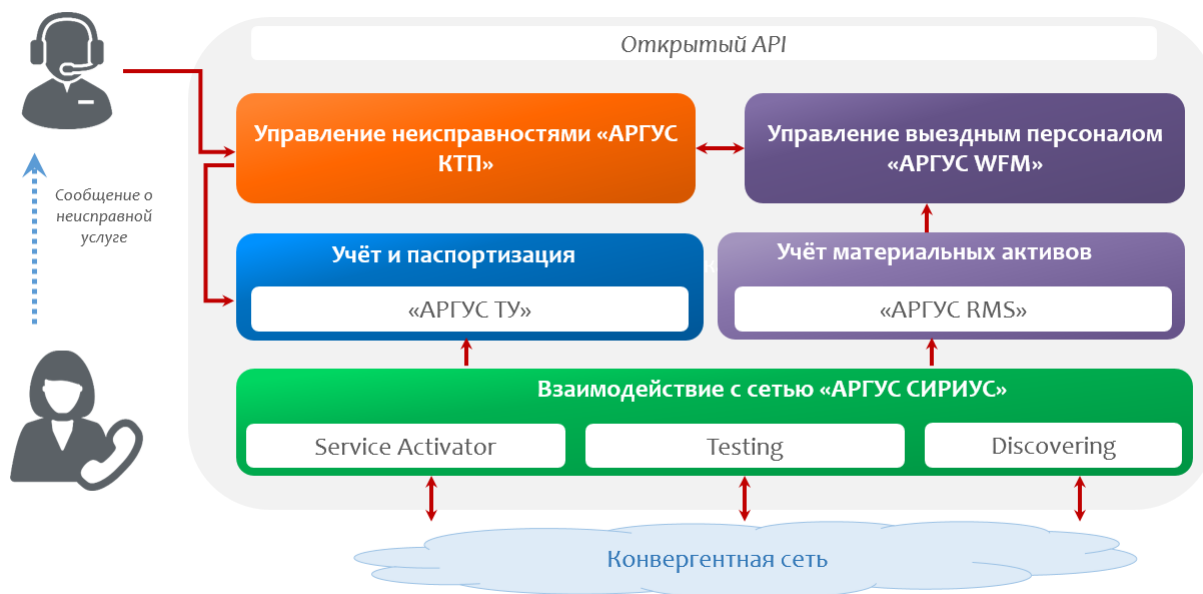 Открытый API
Управление неисправностями «АРГУС
КТП»
Управление выездным персоналом
«АРГУС WFM»
Сообщение о
неисправной
услуге
Учёт и паспортизация
«АРГУС ТУ»
Учёт материальных активов
«АРГУС RMS»
Взаимодействие с сетью «АРГУС СИРИУС»
Service Activator
Testing
Discovering
Конвергентная сеть